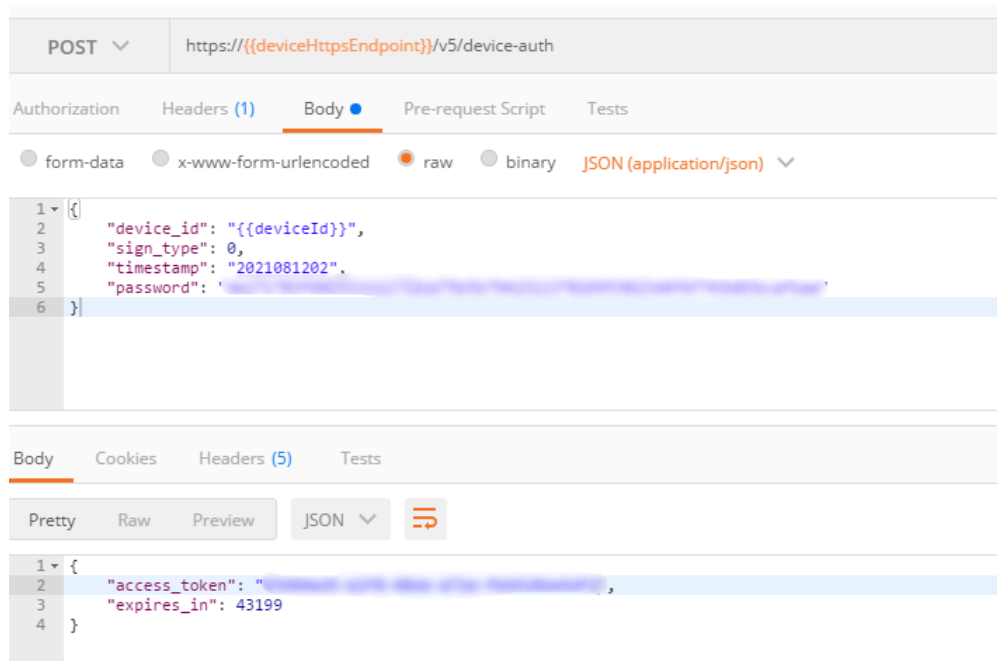 POST https://{{deviceHttpsEndpoint}}/v5/device-auth
Authorization Headers (1) Body Pre-request Script Tests
form-data x-www-form-urlencoded raw binary JSON (application/json)
1 {
2 "device_id": "{{deviceId}}",
3 "sign_type": 0,
4 "timestamp": "2021081202".
5 "password": "
6 }
Body Cookies Headers (5) Tests
Pretty Raw Preview JSON
1 {
2 "access_token": " ",
3 "expires_in": 43199
4 }